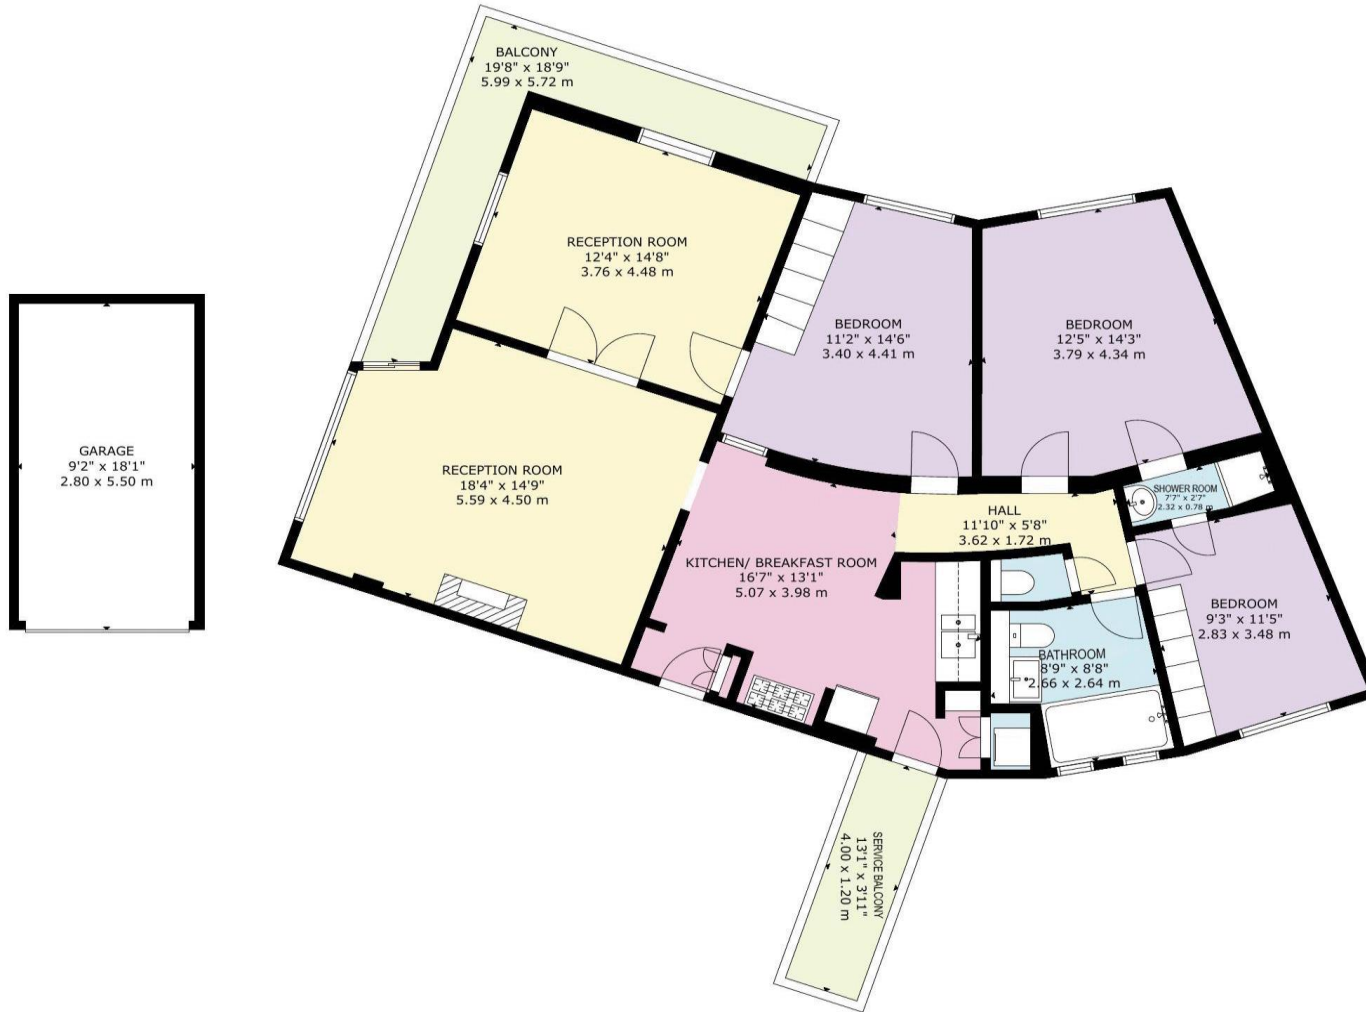 BALCONY
19'8" x 18'9"
5.99 x 5.72 m
RECEPTION ROOM
12'4" x 14'8"
3.76 x 4.48 m
BEDROOM
11'2" x 14'6"
3.40 x 4.41 m
BEDROOM
12'5" x 14'3"
3.79 x 4.34 m
GARAGE
9'2" x 18'1"
2.80 x 5.50 m
RECEPTION ROOM
18'4" x 14'9"
5.59 x 4.50 m
SHOWER ROOM
7'7" x 2'7"
2.32 x 0.78 m
HALL
11'10" x 5'8"
3.62 x 1.72 m
KITCHEN/ BREAKFAST ROOM
16'7" x 13'1"
5.07 x 3.98 m
BEDROOM
9'3" x 11'5"
2.83 x 3.48 m
BATHROOM
8'9" x 8'8"
2.66 x 2.64 m
SERVICE BALCONY
13'1" x 3'11"
4.00 x 1.20 m